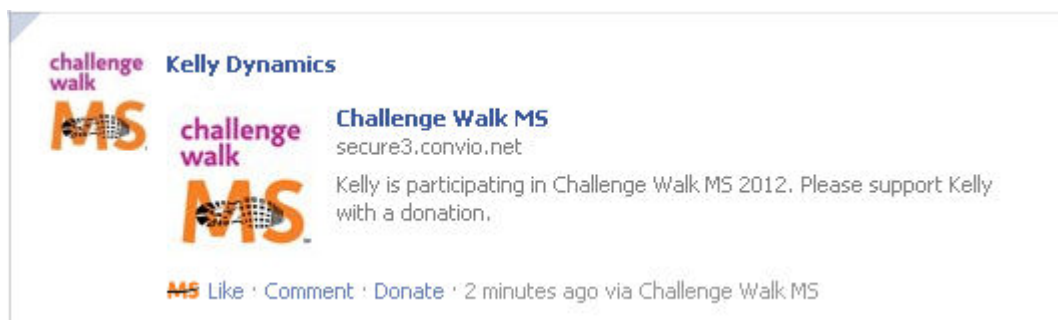 challenge
walk
MS
Kelly Dynamics
challenge
walk
MS
Challenge Walk MS
secure3.convio.net
Kelly is participating in Challenge Walk MS 2012. Please support Kelly
with a donation.
MS Like · Comment · Donate · 2 minutes ago via Challenge Walk MS